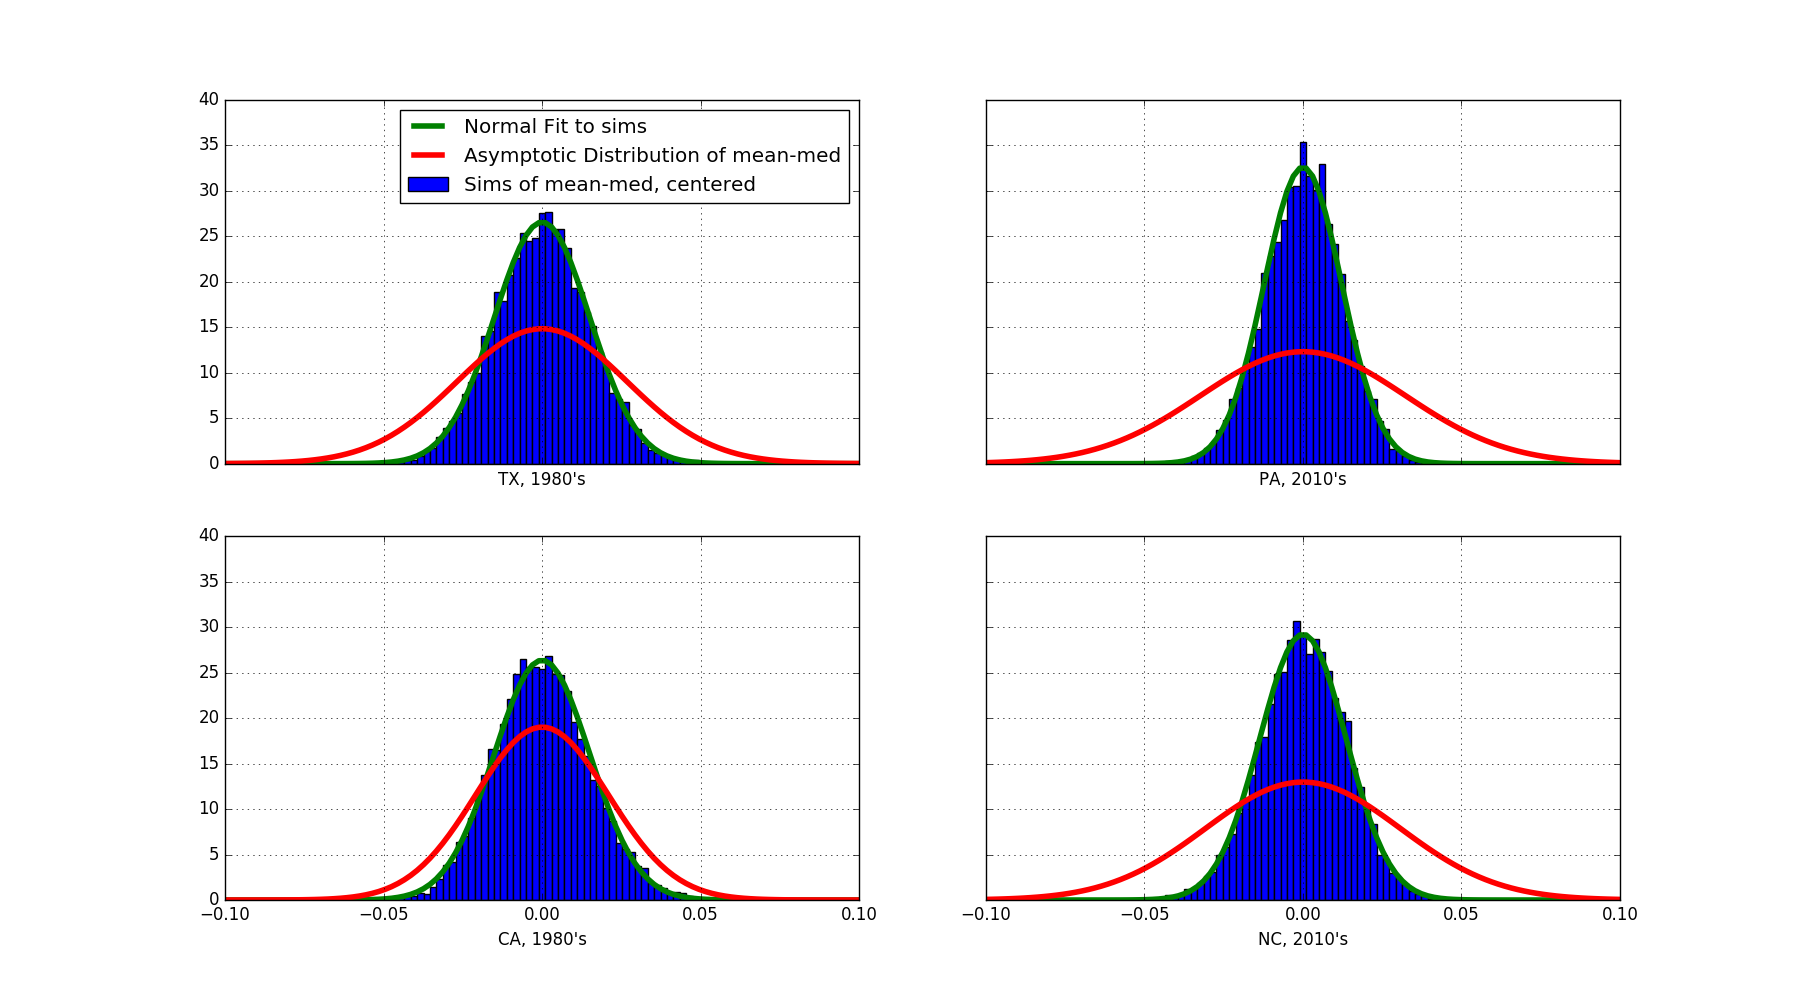 40
35
30
25
20
15
10
5
0
Normal Fit to sims
Asymptotic Distribution of mean-med
Sims of mean-med, centered
TX, 1980's
PA, 2010's
40
35
30
25
20
15
10
5
0
−0.10 −0.05 0.00 0.05 0.10
CA, 1980's
−0.10 −0.05 0.00 0.05 0.10
NC, 2010's